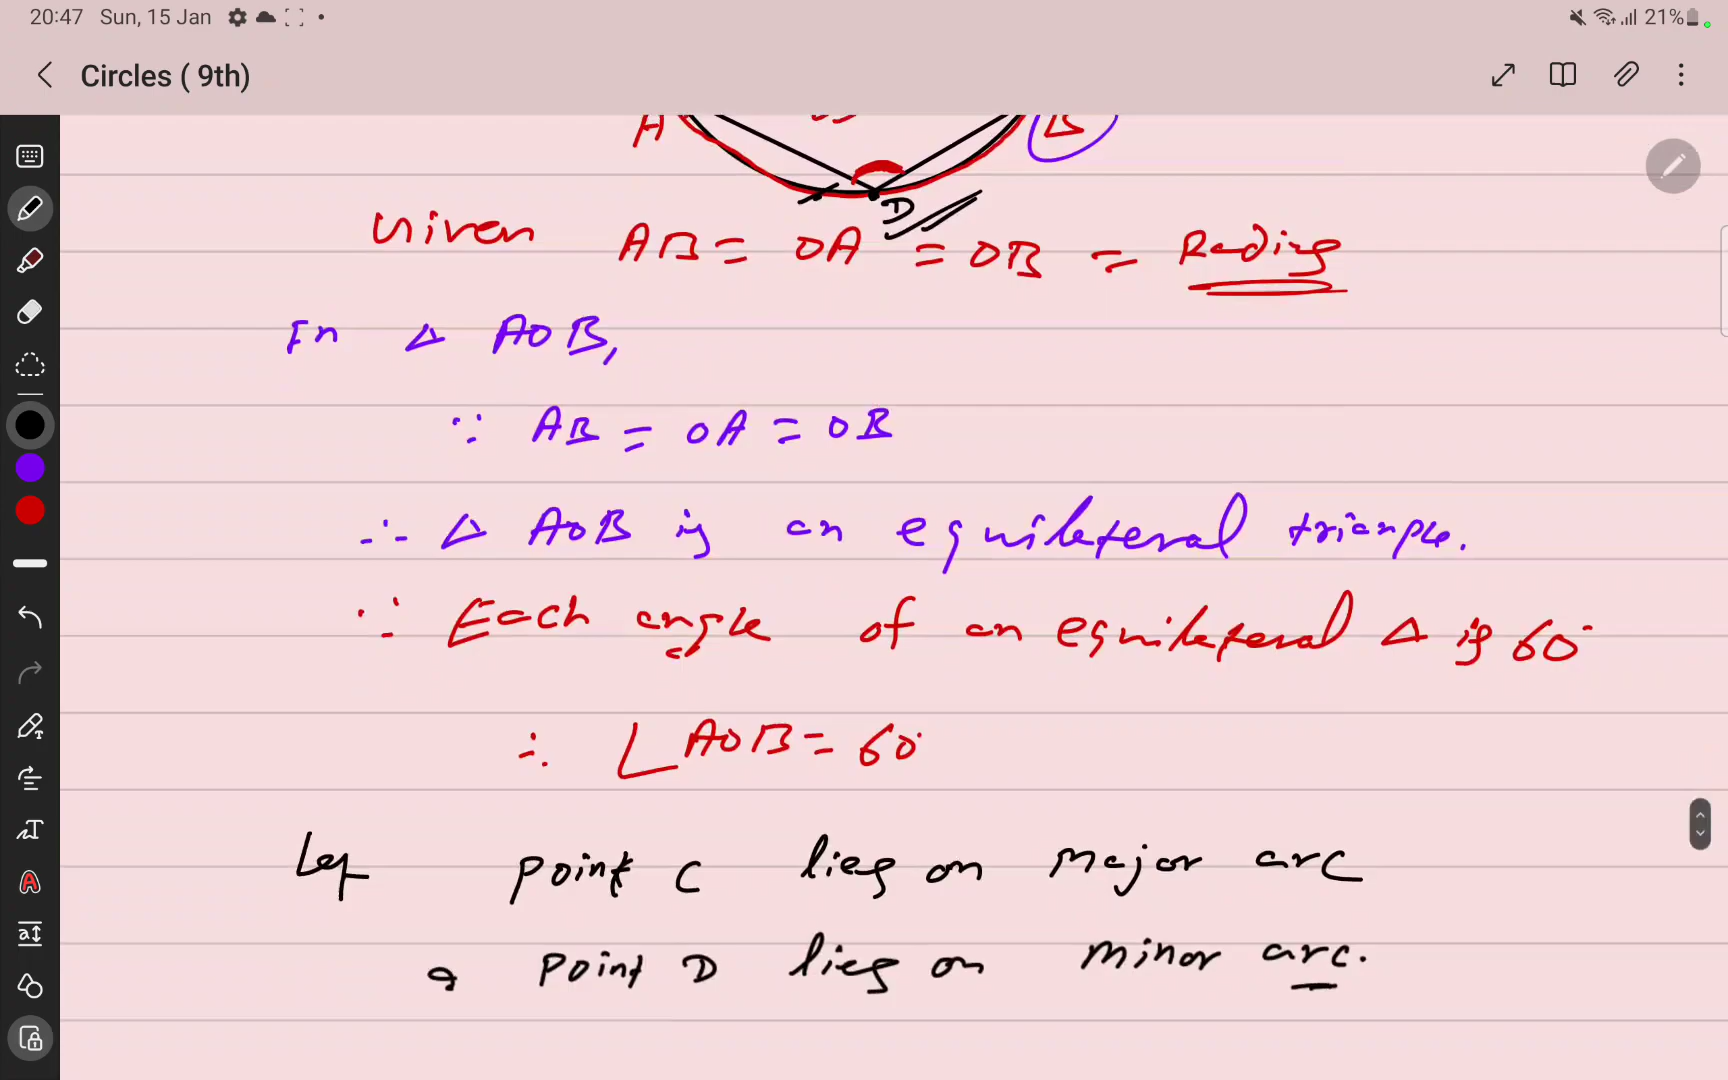 20:47 Sun, 15 Jan 21%
Circles ( 9th)
A B
D
Given AB = OA = OB = Radius
In Δ AOB,
∵ AB = OA = OB
∴ Δ AOB is an equilateral triangle.
∵ Each angle of an equilateral Δ is 60°
∴ ∠AOB = 60°
Let point C lies on major arc
& point D lies on minor arc.